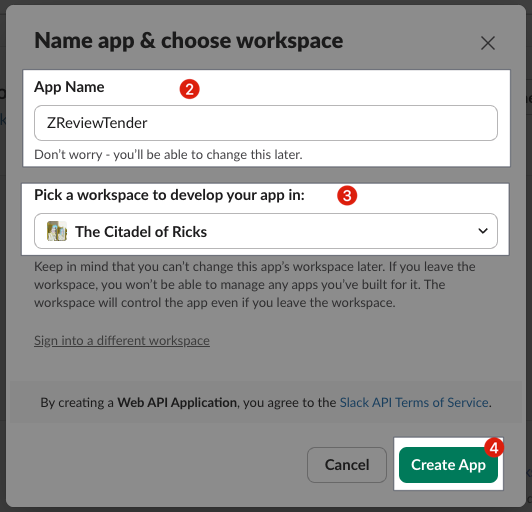 Name app & choose workspace
App Name
2
ZReviewTender
Don't worry - you'll be able to change this later.
Pick a workspace to develop your app in:
3
The Citadel of Ricks
Keep in mind that you can't change this app's workspace later. If you leave the
workspace, you won't be able to manage any apps you've built for it. The
workspace will control the app even if you leave the workspace.
Sign into a different workspace
By creating a Web API Application, you agree to the Slack API Terms of Service.
4
Cancel
Create App